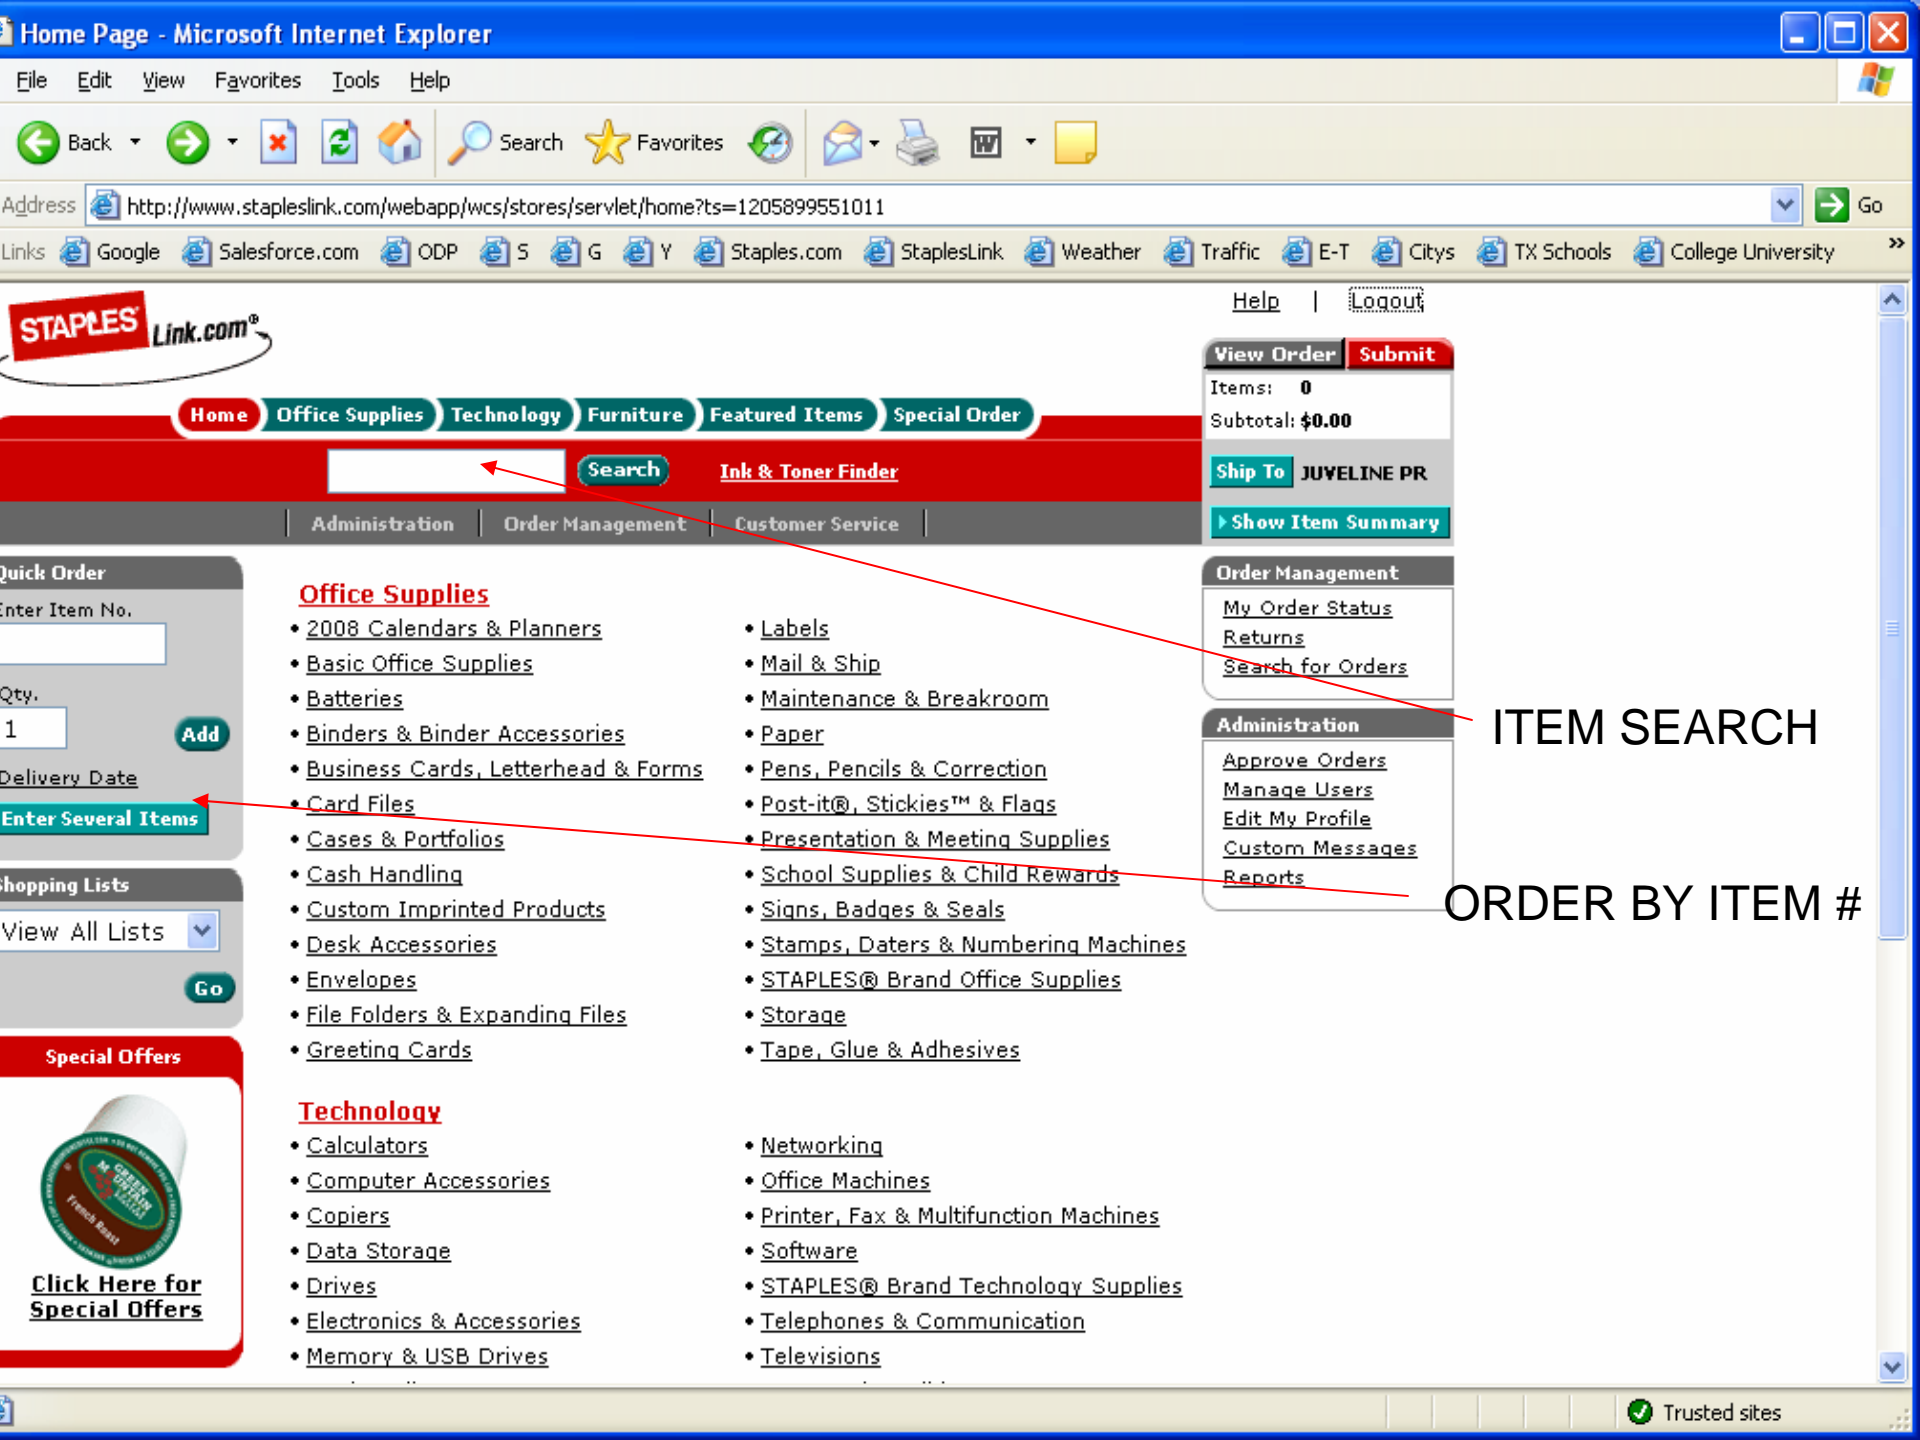 Home Page - Microsoft Internet Explorer
File Edit View Favorites Tools Help
Back Search Favorites
Address http://www.stapleslink.com/webapp/wcs/stores/servlet/home?ts=1205899551011 Go
Links Google Salesforce.com ODP S G Y Staples.com StaplesLink Weather Traffic E-T Citys TX Schools College University »
Help | Logout
STAPLES Link.com®
View Order Submit
Items: 0
Subtotal: $0.00
Home Office Supplies Technology Furniture Featured Items Special Order
Search Ink & Toner Finder
Ship To JUVELINE PR
Administration Order Management Customer Service
Show Item Summary
Quick Order
Enter Item No.
Qty.
1
Add
Delivery Date
Enter Several Items
Shopping Lists
View All Lists
Go
Special Offers
GREEN MOUNTAIN
French Roast
Click Here for
Special Offers
Office Supplies
• 2008 Calendars & Planners
• Basic Office Supplies
• Batteries
• Binders & Binder Accessories
• Business Cards, Letterhead & Forms
• Card Files
• Cases & Portfolios
• Cash Handling
• Custom Imprinted Products
• Desk Accessories
• Envelopes
• File Folders & Expanding Files
• Greeting Cards
• Labels
• Mail & Ship
• Maintenance & Breakroom
• Paper
• Pens, Pencils & Correction
• Post-it®, Stickies™ & Flags
• Presentation & Meeting Supplies
• School Supplies & Child Rewards
• Signs, Badges & Seals
• Stamps, Daters & Numbering Machines
• STAPLES® Brand Office Supplies
• Storage
• Tape, Glue & Adhesives
Technology
• Calculators
• Computer Accessories
• Copiers
• Data Storage
• Drives
• Electronics & Accessories
• Memory & USB Drives
• Networking
• Office Machines
• Printer, Fax & Multifunction Machines
• Software
• STAPLES® Brand Technology Supplies
• Telephones & Communication
• Televisions
Order Management
My Order Status
Returns
Search for Orders
Administration
Approve Orders
Manage Users
Edit My Profile
Custom Messages
Reports
ITEM SEARCH
ORDER BY ITEM #
Trusted sites